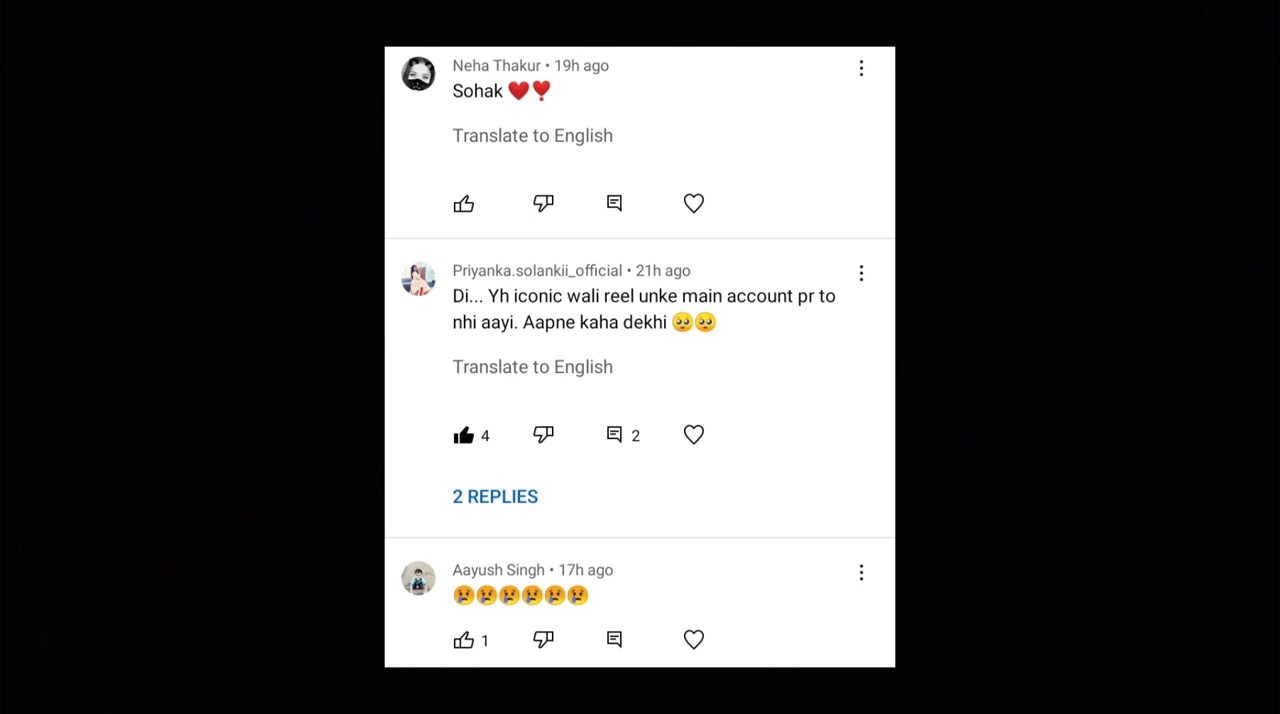 Neha Thakur • 19h ago
Sohak ❤️❣️
Translate to English
Priyanka.solankii_official • 21h ago
Di... Yh iconic wali reel unke main account pr to
nhi aayi. Aapne kaha dekhi 🥺🥺
Translate to English
4 2
2 REPLIES
Aayush Singh • 17h ago
😢😢😢😢😢😢
1